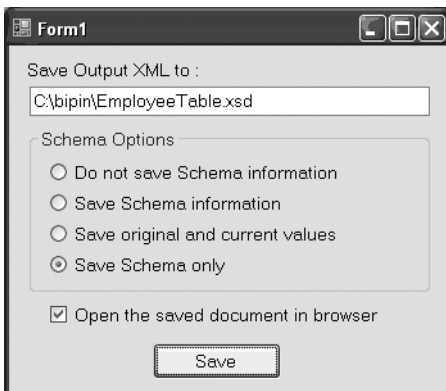 Form1
Save Output XML to :
C:\bipin\EmployeeTable.xsd
Schema Options
Do not save Schema information
Save Schema information
Save original and current values
Save Schema only
Open the saved document in browser
Save